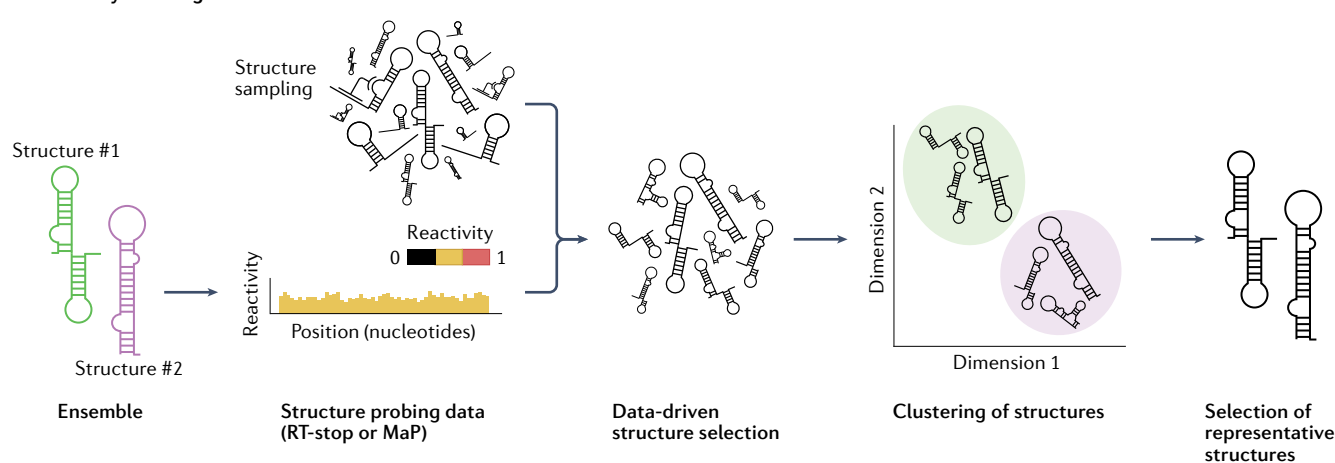 Structure
sampling
Structure #1
Reactivity
0
1
Reactivity
Position (nucleotides)
Structure #2
Dimension 2
Dimension 1
Ensemble
Structure probing data
(RT-stop or MaP)
Data-driven
structure selection
Clustering of structures
Selection of
representative
structures